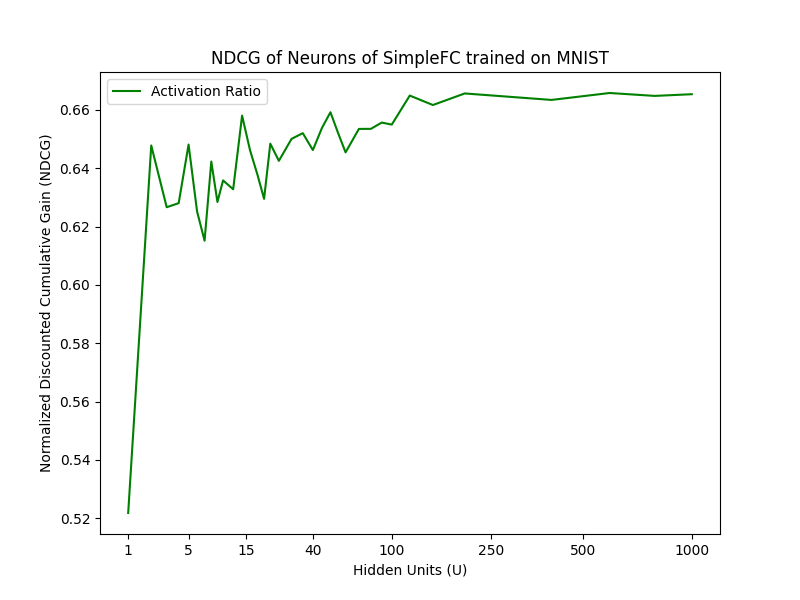 NDCG of Neurons of SimpleFC trained on MNIST
Activation Ratio
Normalized Discounted Cumulative Gain (NDCG)
0.66
0.64
0.62
0.60
0.58
0.56
0.54
0.52
1 5 15 40 100 250 500 1000
Hidden Units (U)